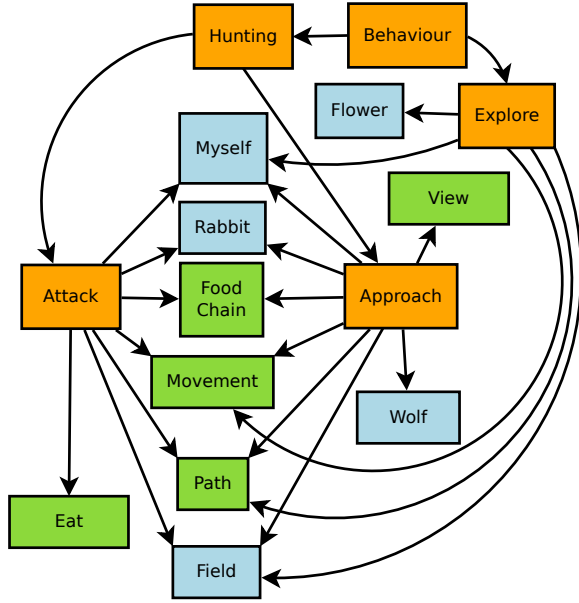 Hunting
Behaviour
Flower
Explore
Myself
View
Rabbit
Attack
Food
Chain
Approach
Movement
Wolf
Path
Eat
Field